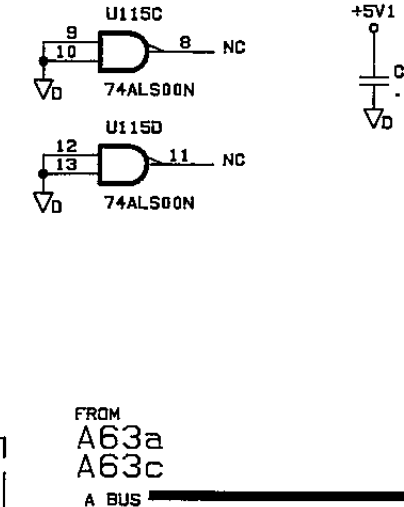 U115C
+5V1
9
8
NC
10
C
D
74ALS00N
D
U115D
12
11
NC
13
D
74ALS00N
FROM
A63a
A63c
A BUS